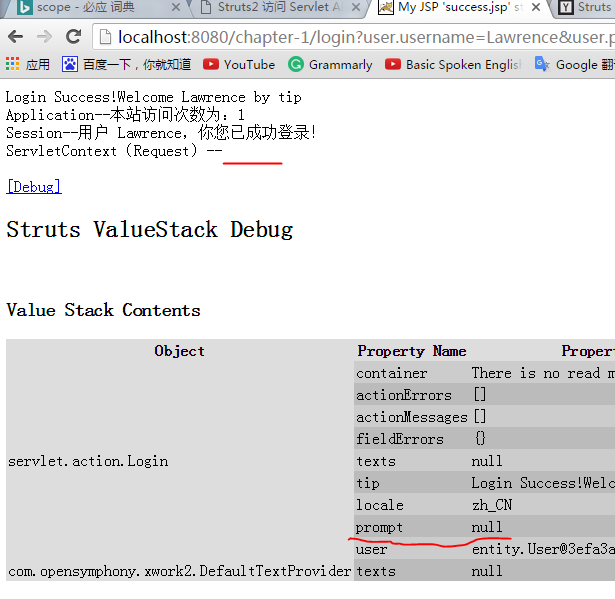 scope - 必应 词典
Struts2 访问 Servlet A
My JSP 'success.jsp' st
Struts
localhost:8080/chapter-1/login?user.username=Lawrence&user.p
应用
百度一下，你就知道
YouTube
Grammarly
Basic Spoken Englis
Google 翻
Login Success!Welcome Lawrence by tip
Application--本站访问次数为：1
Session--用户 Lawrence，你您已成功登录！
ServletContext（Request）--
[Debug]
Struts ValueStack Debug
Value Stack Contents
Object Property Name Propert
container There is no read m
actionErrors []
actionMessages []
fieldErrors {}
servlet.action.Login texts null
tip Login Success!Welc
locale zh_CN
prompt null
user entity.User@3efa3a
com.opensymphony.xwork2.DefaultTextProvider texts null